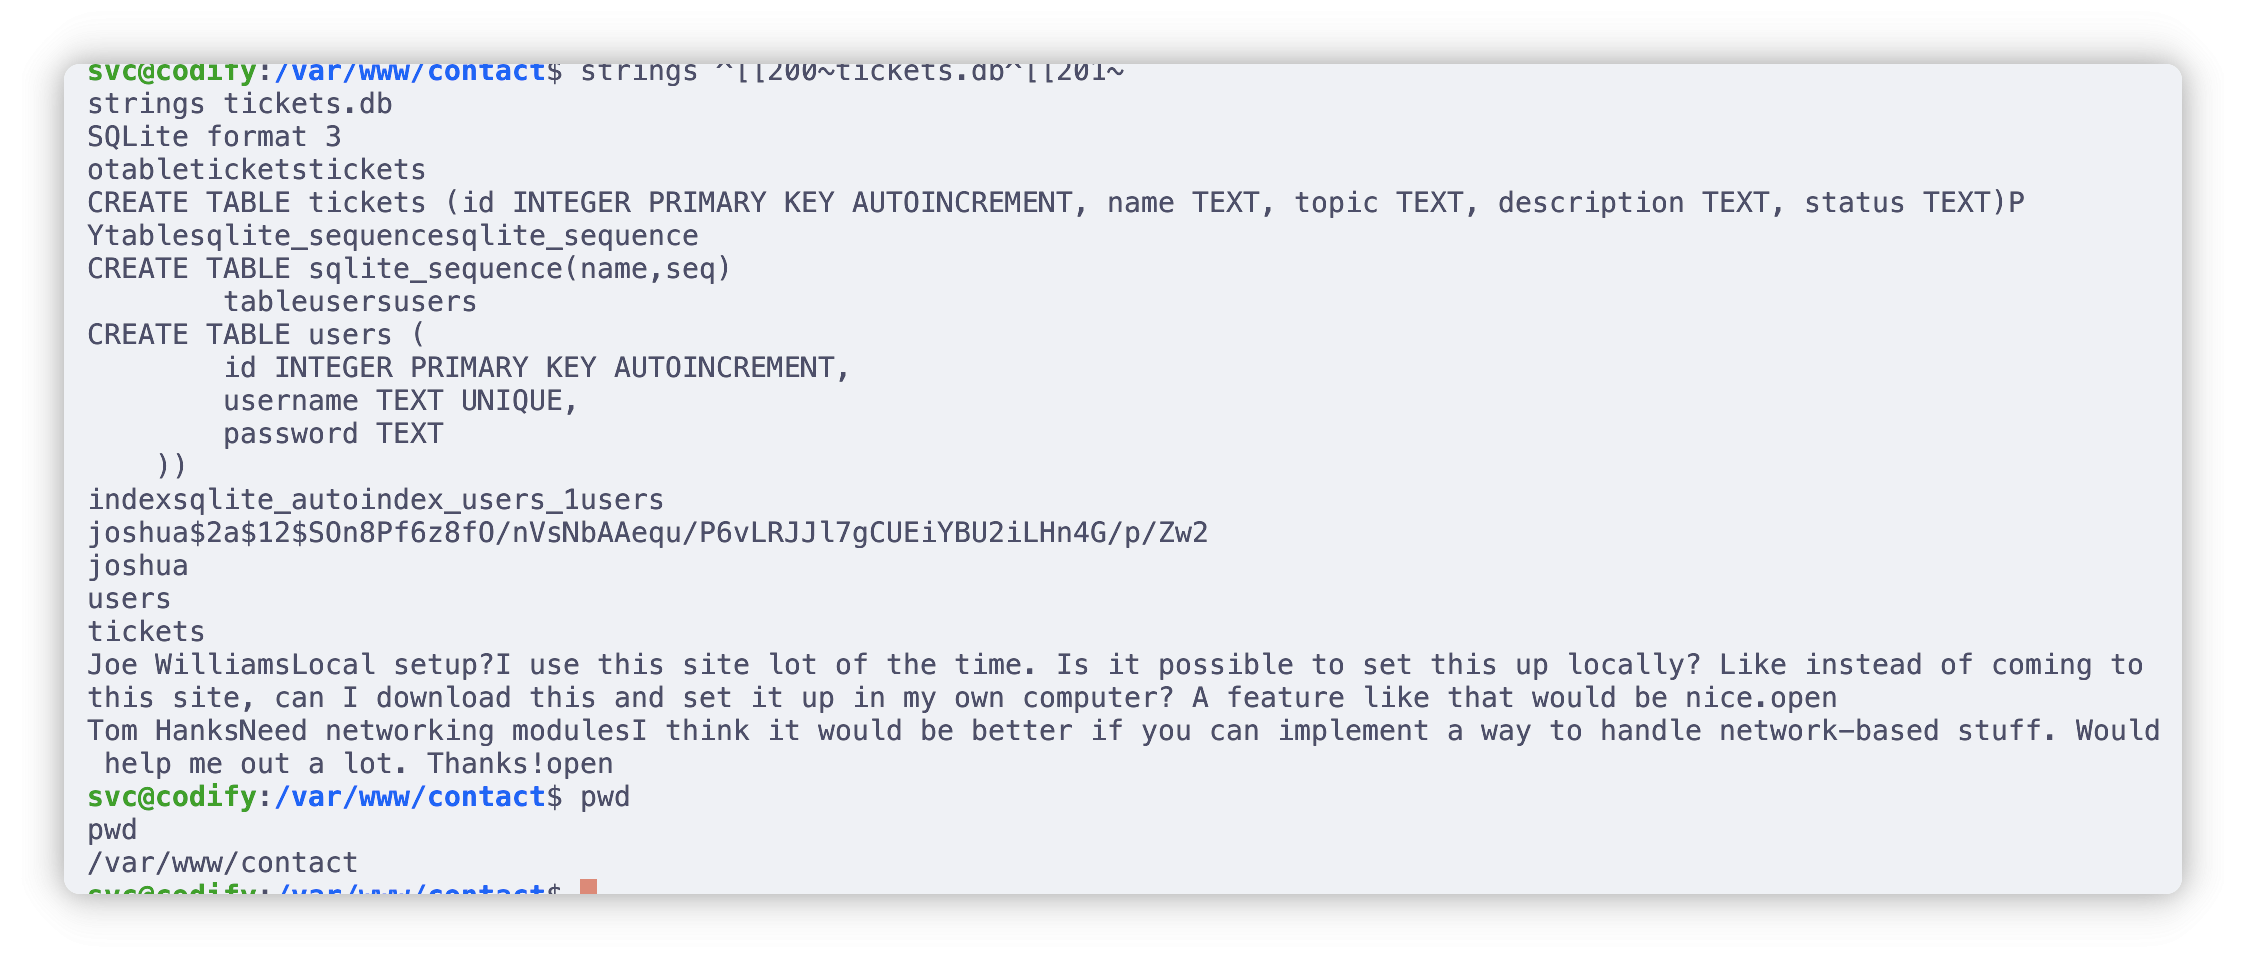 svc@codify:/var/www/contact$ strings ^[[200~tickets.db^[[201~
strings tickets.db
SQLite format 3
otableticketstickets
CREATE TABLE tickets (id INTEGER PRIMARY KEY AUTOINCREMENT, name TEXT, topic TEXT, description TEXT, status TEXT)P
Ytablesqlite_sequencesqlite_sequence
CREATE TABLE sqlite_sequence(name,seq)
        tableusersusers
CREATE TABLE users (
        id INTEGER PRIMARY KEY AUTOINCREMENT,
        username TEXT UNIQUE,
        password TEXT
    ))
indexsqlite_autoindex_users_1users
joshua$2a$12$SOn8Pf6z8fO/nVsNbAAequ/P6vLRJJl7gCUEiYBU2iLHn4G/p/Zw2
joshua
users
tickets
Joe WilliamsLocal setup?I use this site lot of the time. Is it possible to set this up locally? Like instead of coming to
this site, can I download this and set it up in my own computer? A feature like that would be nice.open
Tom HanksNeed networking modulesI think it would be better if you can implement a way to handle network-based stuff. Would
 help me out a lot. Thanks!open
svc@codify:/var/www/contact$ pwd
pwd
/var/www/contact
svc@codify:/var/www/contact$